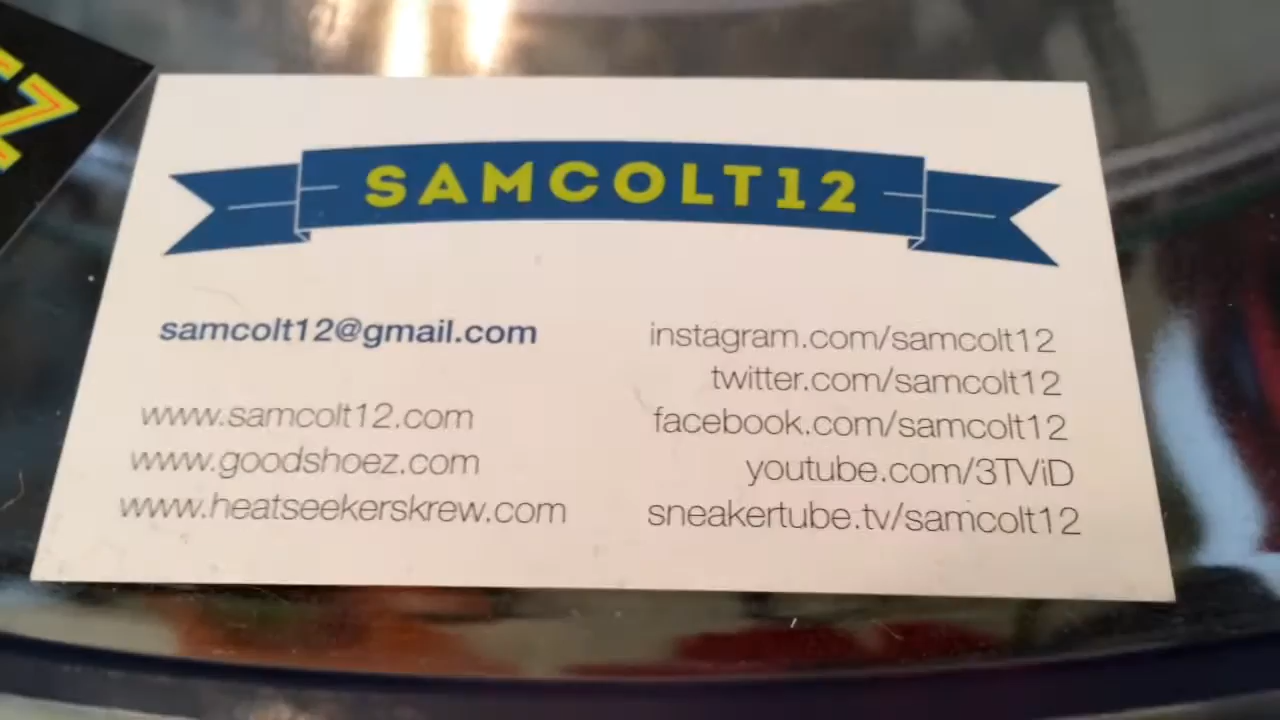 SAMCOLT12
samcolt12@gmail.com
www.samcolt12.com
www.goodshoez.com
www.heatseekerskrew.com
instagram.com/samcolt12
twitter.com/samcolt12
facebook.com/samcolt12
youtube.com/3TViD
sneakertube.tv/samcolt12